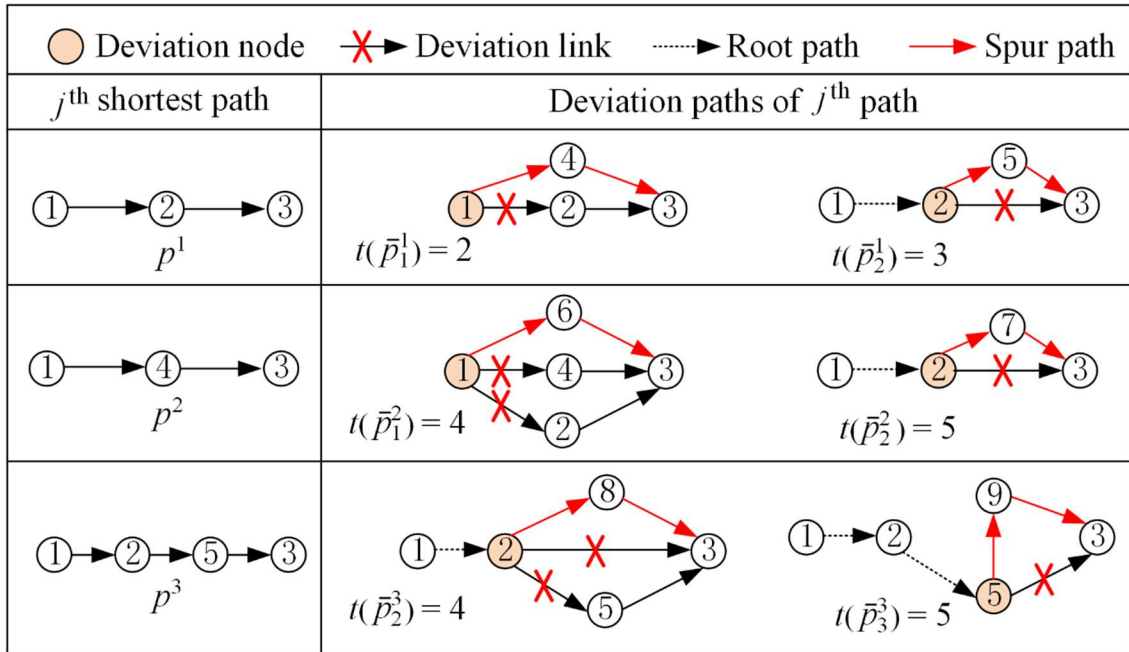 Deviation node Deviation link Root path Spur path
jᵗʰ shortest path Deviation paths of jᵗʰ path
1 2 3
p¹
4
1 2 3
t(p̄₁¹) = 2
5
1 2 3
t(p̄₂¹) = 3
1 4 3
p²
6
1 4 3
2
t(p̄₁²) = 4
7
1 2 3
t(p̄₂²) = 5
1 2 5 3
p³
8
1 2 3
5
t(p̄₂³) = 4
9
1 2 3
5
t(p̄₃³) = 5